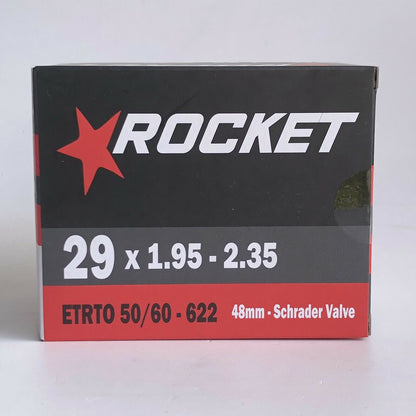 ROCKET
29 x 1.95 - 2.35
ETRTO 50/60 - 622 48mm - Schrader Valve